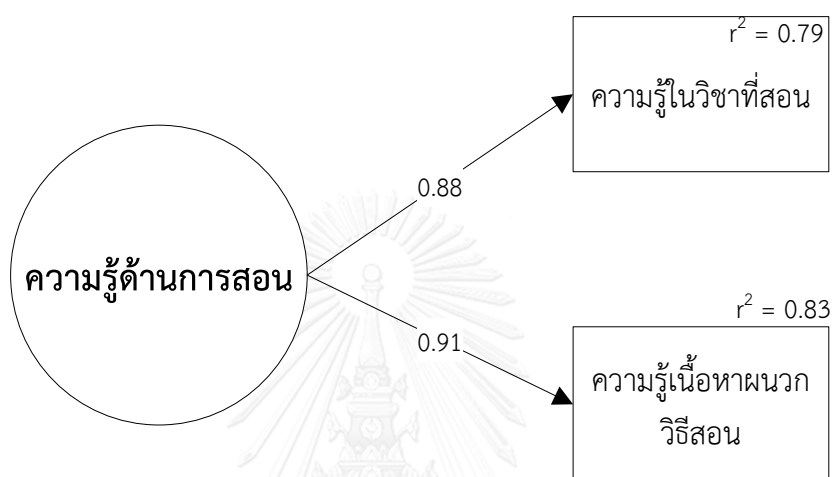 r² = 0.79
ความรู้ในวิชาที่สอน
0.88
ความรู้ด้านการสอน
r² = 0.83
0.91
ความรู้เนื้อหาผนวก
วิธีสอน